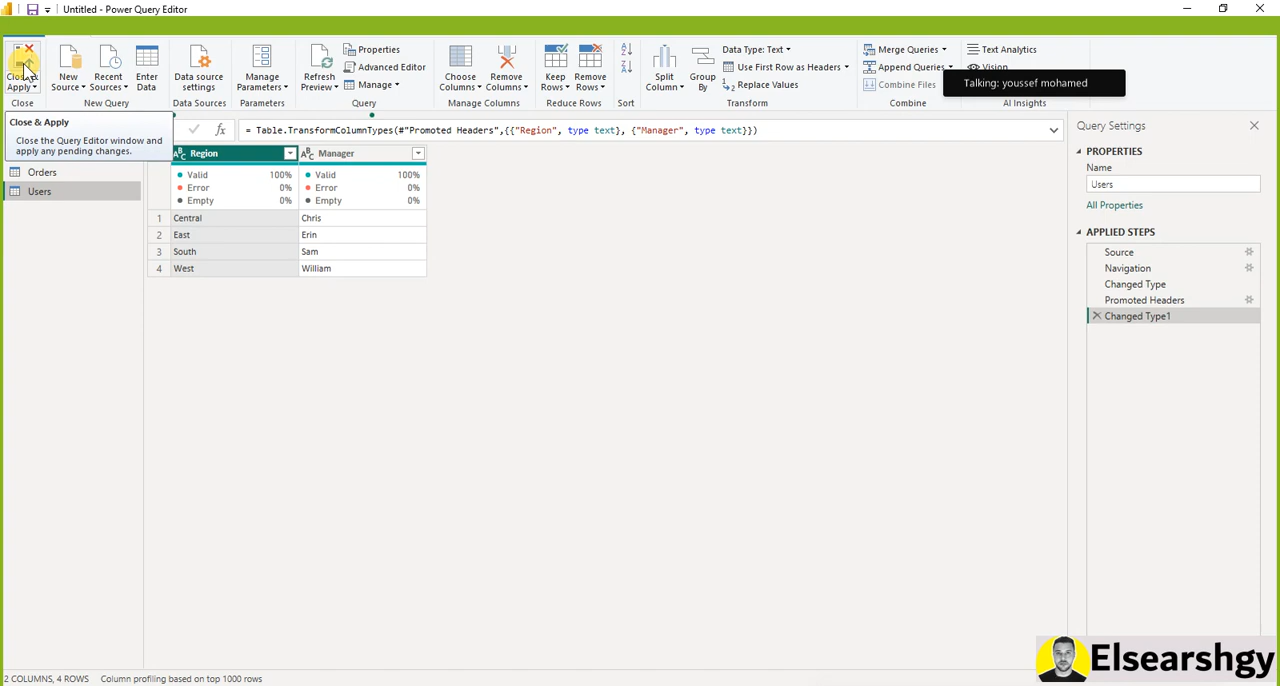 Untitled - Power Query Editor
Close &
Apply
New
Source
Recent
Sources
Enter
Data
Data source
settings
Manage
Parameters
Refresh
Preview
Properties
Advanced Editor
Manage
Choose
Columns
Remove
Columns
Keep
Rows
Remove
Rows
Split
Column
Group
By
Data Type: Text
Use First Row as Headers
Replace Values
Merge Queries
Append Queries
Combine Files
Text Analytics
Vision
Talking: youssef mohamed
Close
New Query
Data Sources
Parameters
Query
Manage Columns
Reduce Rows
Sort
Transform
Combine
AI Insights
Close & Apply
Close the Query Editor window and
apply any pending changes.
fx
= Table.TransformColumnTypes(#"Promoted Headers",{{"Region", type text}, {"Manager", type text}})
Orders
Users
ABC Region
ABC Manager
Valid 100%
Error 0%
Empty 0%
Valid 100%
Error 0%
Empty 0%
1 Central Chris
2 East Erin
3 South Sam
4 West William
Query Settings
PROPERTIES
Name
Users
All Properties
APPLIED STEPS
Source
Navigation
Changed Type
Promoted Headers
Changed Type1
2 COLUMNS, 4 ROWS Column profiling based on top 1000 rows
Elsearshgy